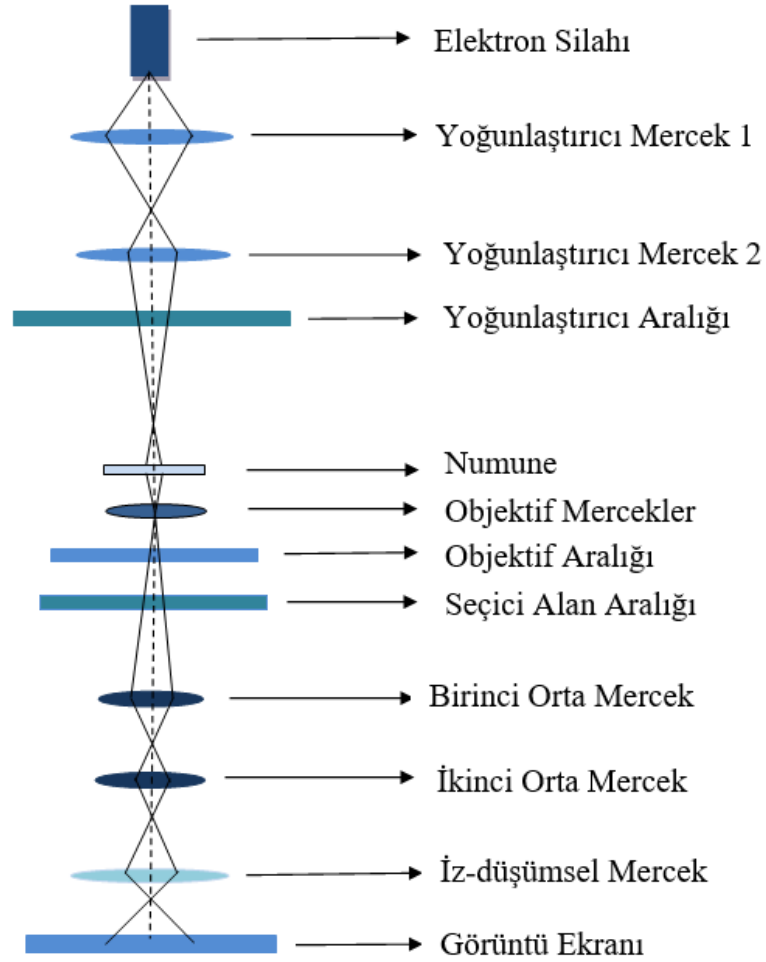 Elektron Silahı
Yoğunlaştırıcı Mercek 1
Yoğunlaştırıcı Mercek 2
Yoğunlaştırıcı Aralığı
Numune
Objektif Mercekler
Objektif Aralığı
Seçici Alan Aralığı
Birinci Orta Mercek
İkinci Orta Mercek
İz-düşümsel Mercek
Görüntü Ekranı